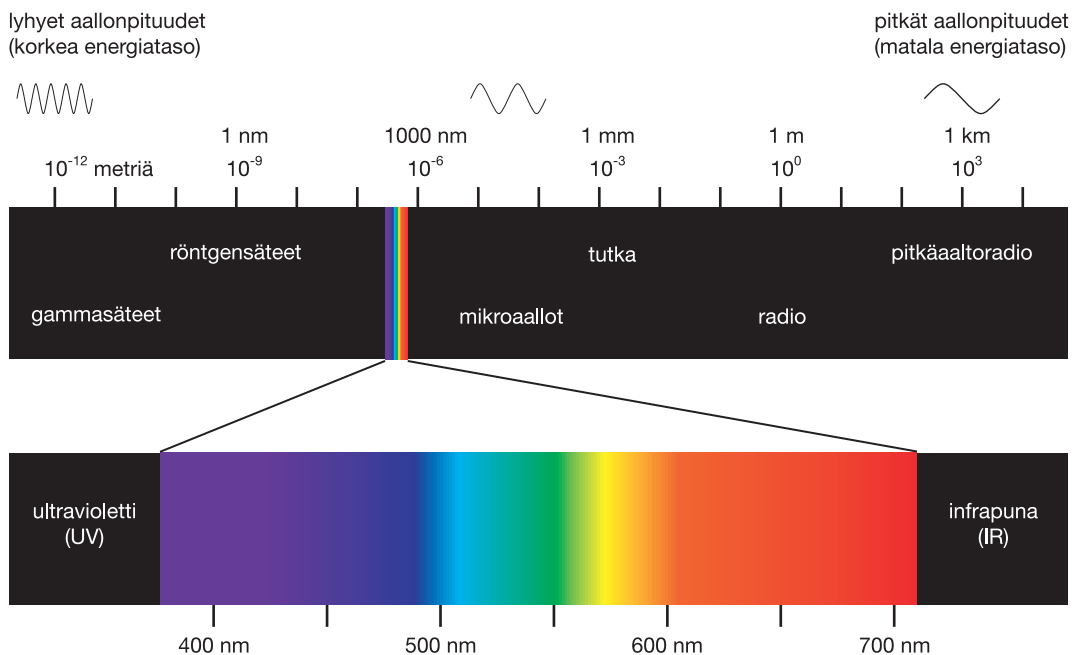 lyhyet aallonpituudet
(korkea energiataso)
pitkät aallonpituudet
(matala energiataso)
1 nm
1000 nm
1 mm
1 m
1 km
10⁻¹² metriä
10⁻⁹
10⁻⁶
10⁻³
10⁰
10³
röntgensäteet
tutka
pitkäaaltoradio
gammasäteet
mikroaallot
radio
ultravioletti
(UV)
infrapuna
(IR)
400 nm
500 nm
600 nm
700 nm